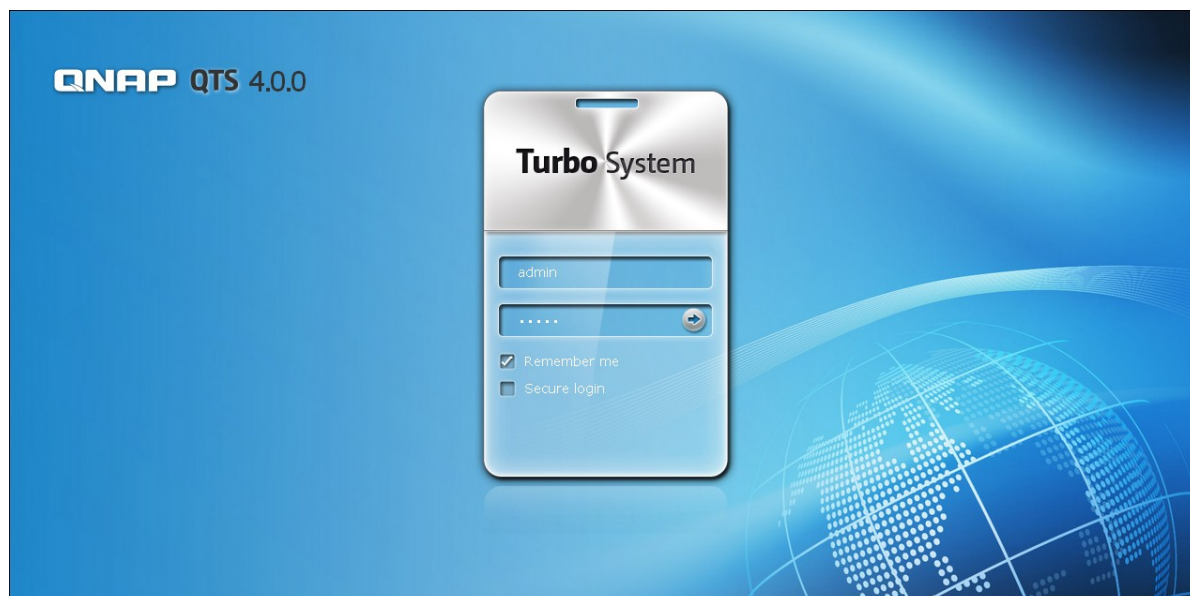 QNAP QTS 4.0.0
Turbo System
admin
.....
Remember me
Secure login